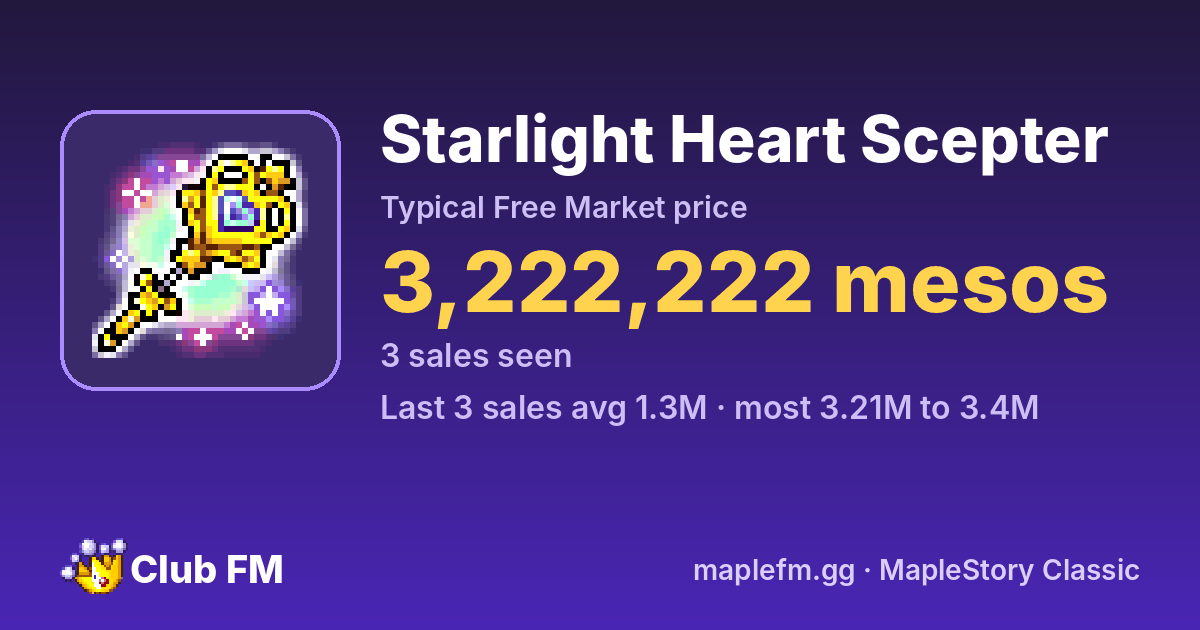 Starlight Heart Scepter
Typical Free Market price
3,222,222 mesos
3 sales seen
Last 3 sales avg 1.3M · most 3.21M to 3.4M
Club FM
maplefm.gg · MapleStory Classic